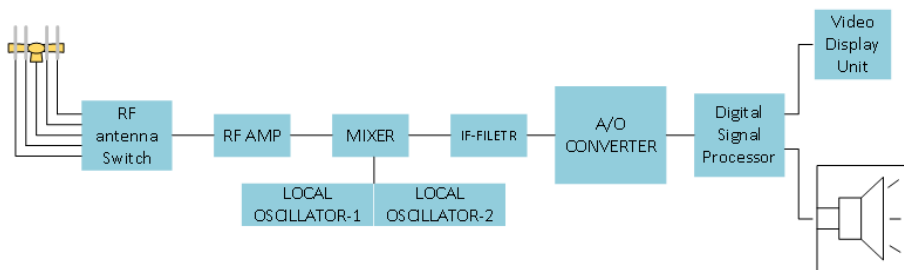 Video
Display
Unit
RF
antenna
Switch
RF AMP
MIXER
IF-FILETR
A/O
CONVERTER
Digital
Signal
Processor
LOCAL
OSCILLATOR-1
LOCAL
OSCILLATOR-2